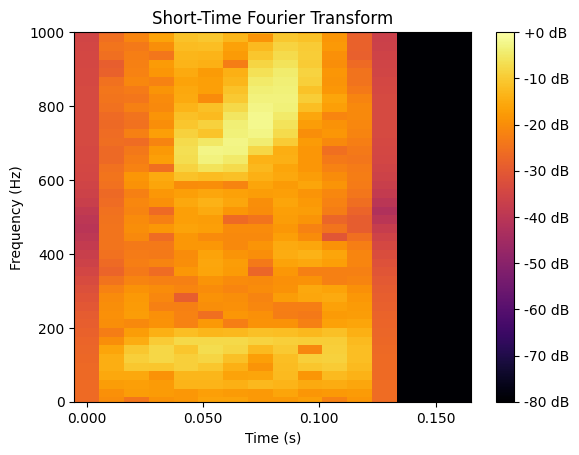 Short-Time Fourier Transform
1000
800
600
400
200
0
Frequency (Hz)
0.000
0.050
0.100
0.150
Time (s)
+0 dB
-10 dB
-20 dB
-30 dB
-40 dB
-50 dB
-60 dB
-70 dB
-80 dB